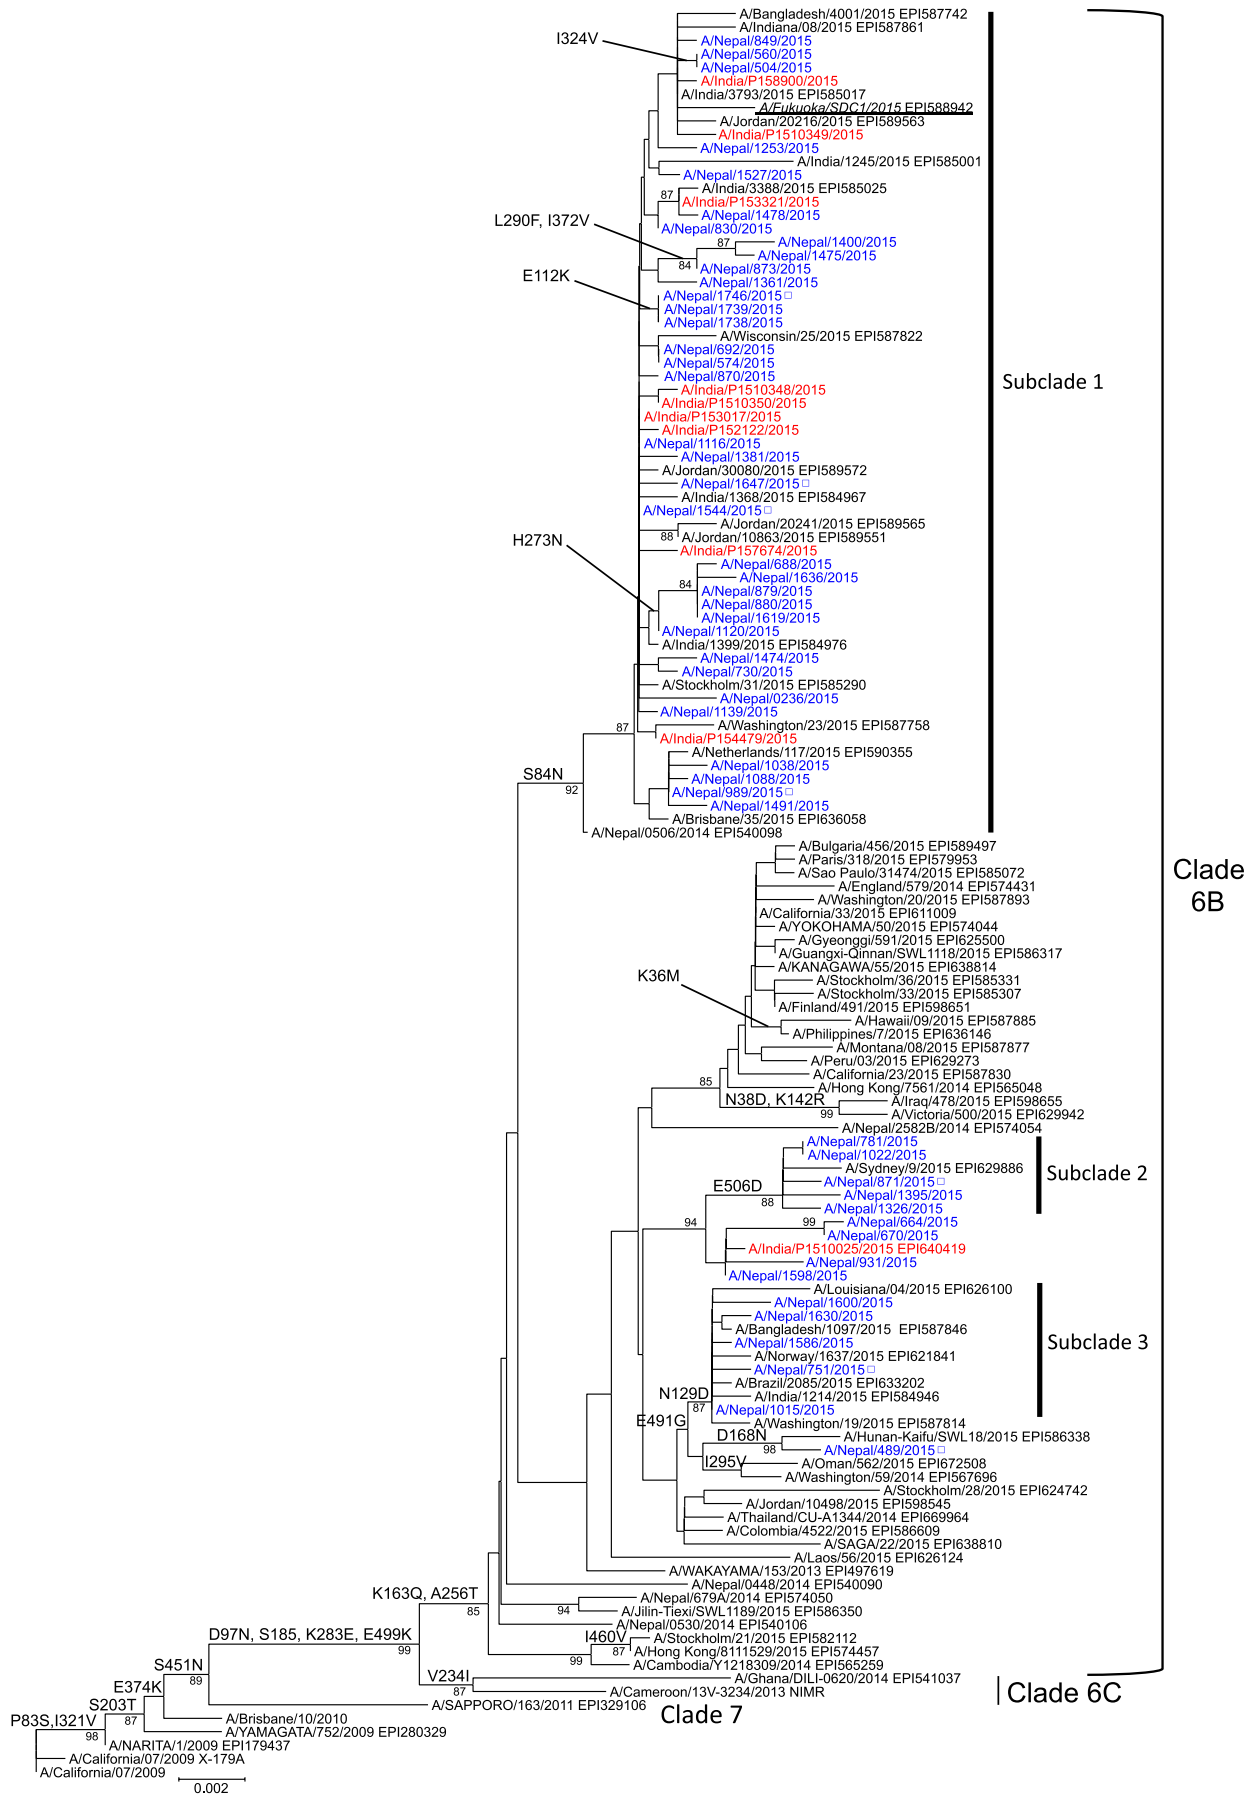 A/Bangladesh/4001/2015 EPI587742
A/Indiana/08/2015 EPI587861
I324V
A/Nepal/849/2015
A/Nepal/560/2015
A/Nepal/504/2015
A/India/P158900/2015
A/India/3793/2015 EPI585017
A/Fukuoka/SDC1/2015 EPI588942
A/Jordan/20216/2015 EPI589563
A/India/P1510349/2015
A/Nepal/1253/2015
A/India/1245/2015 EPI585001
A/Nepal/1527/2015
87 A/India/3388/2015 EPI585025
A/India/P153321/2015
A/Nepal/1478/2015
L290F, I372V
A/Nepal/830/2015
87 A/Nepal/1400/2015
A/Nepal/1475/2015
84 A/Nepal/873/2015
E112K
A/Nepal/1361/2015
A/Nepal/1746/2015 □
A/Nepal/1739/2015
A/Nepal/1738/2015
A/Wisconsin/25/2015 EPI587822
A/Nepal/692/2015
A/Nepal/574/2015
A/Nepal/870/2015
Subclade 1
A/India/P1510348/2015
A/India/P1510350/2015
A/India/P153017/2015
A/India/P152122/2015
A/Nepal/1116/2015
A/Nepal/1381/2015
A/Jordan/30080/2015 EPI589572
A/Nepal/1647/2015 □
A/India/1368/2015 EPI584967
A/Nepal/1544/2015 □
A/Jordan/20241/2015 EPI589565
88 A/Jordan/10863/2015 EPI589551
H273N
A/India/P157674/2015
A/Nepal/688/2015
84 A/Nepal/1636/2015
A/Nepal/879/2015
A/Nepal/880/2015
A/Nepal/1619/2015
A/Nepal/1120/2015
A/India/1399/2015 EPI584976
A/Nepal/1474/2015
A/Nepal/730/2015
A/Stockholm/31/2015 EPI585290
A/Nepal/0236/2015
A/Nepal/1139/2015
87 A/Washington/23/2015 EPI587758
A/India/P154479/2015
A/Netherlands/117/2015 EPI590355
A/Nepal/1038/2015
S84N A/Nepal/1088/2015
92 A/Nepal/989/2015 □
A/Nepal/1491/2015
A/Brisbane/35/2015 EPI636058
A/Nepal/0506/2014 EPI540098
A/Bulgaria/456/2015 EPI589497
A/Paris/318/2015 EPI579953
A/Sao Paulo/31474/2015 EPI585072
Clade
6B
A/England/579/2014 EPI574431
A/Washington/20/2015 EPI587893
A/California/33/2015 EPI611009
A/YOKOHAMA/50/2015 EPI574044
A/Gyeonggi/591/2015 EPI625500
A/Guangxi-Qinnan/SWL1118/2015 EPI586317
A/KANAGAWA/55/2015 EPI638814
K36M
A/Stockholm/36/2015 EPI585331
A/Stockholm/33/2015 EPI585307
A/Finland/491/2015 EPI598651
A/Hawaii/09/2015 EPI587885
A/Philippines/7/2015 EPI636146
A/Montana/08/2015 EPI587877
A/Peru/03/2015 EPI629273
A/California/23/2015 EPI587830
85 A/Hong Kong/7561/2014 EPI565048
N38D, K142R A/Iraq/478/2015 EPI598655
99 A/Victoria/500/2015 EPI629942
A/Nepal/2582B/2014 EPI574054
A/Nepal/781/2015
A/Nepal/1022/2015
A/Sydney/9/2015 EPI629886
Subclade 2
E506D A/Nepal/871/2015 □
88 A/Nepal/1395/2015
A/Nepal/1326/2015
94 99 A/Nepal/664/2015
A/Nepal/670/2015
A/India/P1510025/2015 EPI640419
A/Nepal/931/2015
A/Nepal/1598/2015
A/Louisiana/04/2015 EPI626100
A/Nepal/1600/2015
A/Nepal/1630/2015
A/Bangladesh/1097/2015 EPI587846
A/Nepal/1586/2015
Subclade 3
A/Norway/1637/2015 EPI621841
A/Nepal/751/2015 □
A/Brazil/2085/2015 EPI633202
N129D A/India/1214/2015 EPI584946
87 A/Nepal/1015/2015
E491G A/Washington/19/2015 EPI587814
D168N A/Hunan-Kaifu/SWL18/2015 EPI586338
98 A/Nepal/489/2015 □
I295V A/Oman/562/2015 EPI672508
A/Washington/59/2014 EPI567696
A/Stockholm/28/2015 EPI624742
A/Jordan/10498/2015 EPI598545
A/Thailand/CU-A1344/2014 EPI669964
A/Colombia/4522/2015 EPI586609
A/SAGA/22/2015 EPI638810
A/Laos/56/2015 EPI626124
A/WAKAYAMA/153/2013 EPI497619
A/Nepal/0448/2014 EPI540090
K163Q, A256T A/Nepal/679A/2014 EPI574050
85 94 A/Jilin-Tiexi/SWL1189/2015 EPI586350
A/Nepal/0530/2014 EPI540106
D97N, S185, K283E, E499K I460V A/Stockholm/21/2015 EPI582112
99 87 A/Hong Kong/8111529/2015 EPI574457
99 A/Cambodia/Y1218309/2014 EPI565259
S451N V234I A/Ghana/DILI-0620/2014 EPI541037
89 87 A/Cameroon/13V-3234/2013 NIMR
Clade 6C
E374K
A/SAPPORO/163/2011 EPI329106
Clade 7
S203T
87 A/Brisbane/10/2010
P83S,I321V A/YAMAGATA/752/2009 EPI280329
98 A/NARITA/1/2009 EPI179437
A/California/07/2009 X-179A
A/California/07/2009
0.002